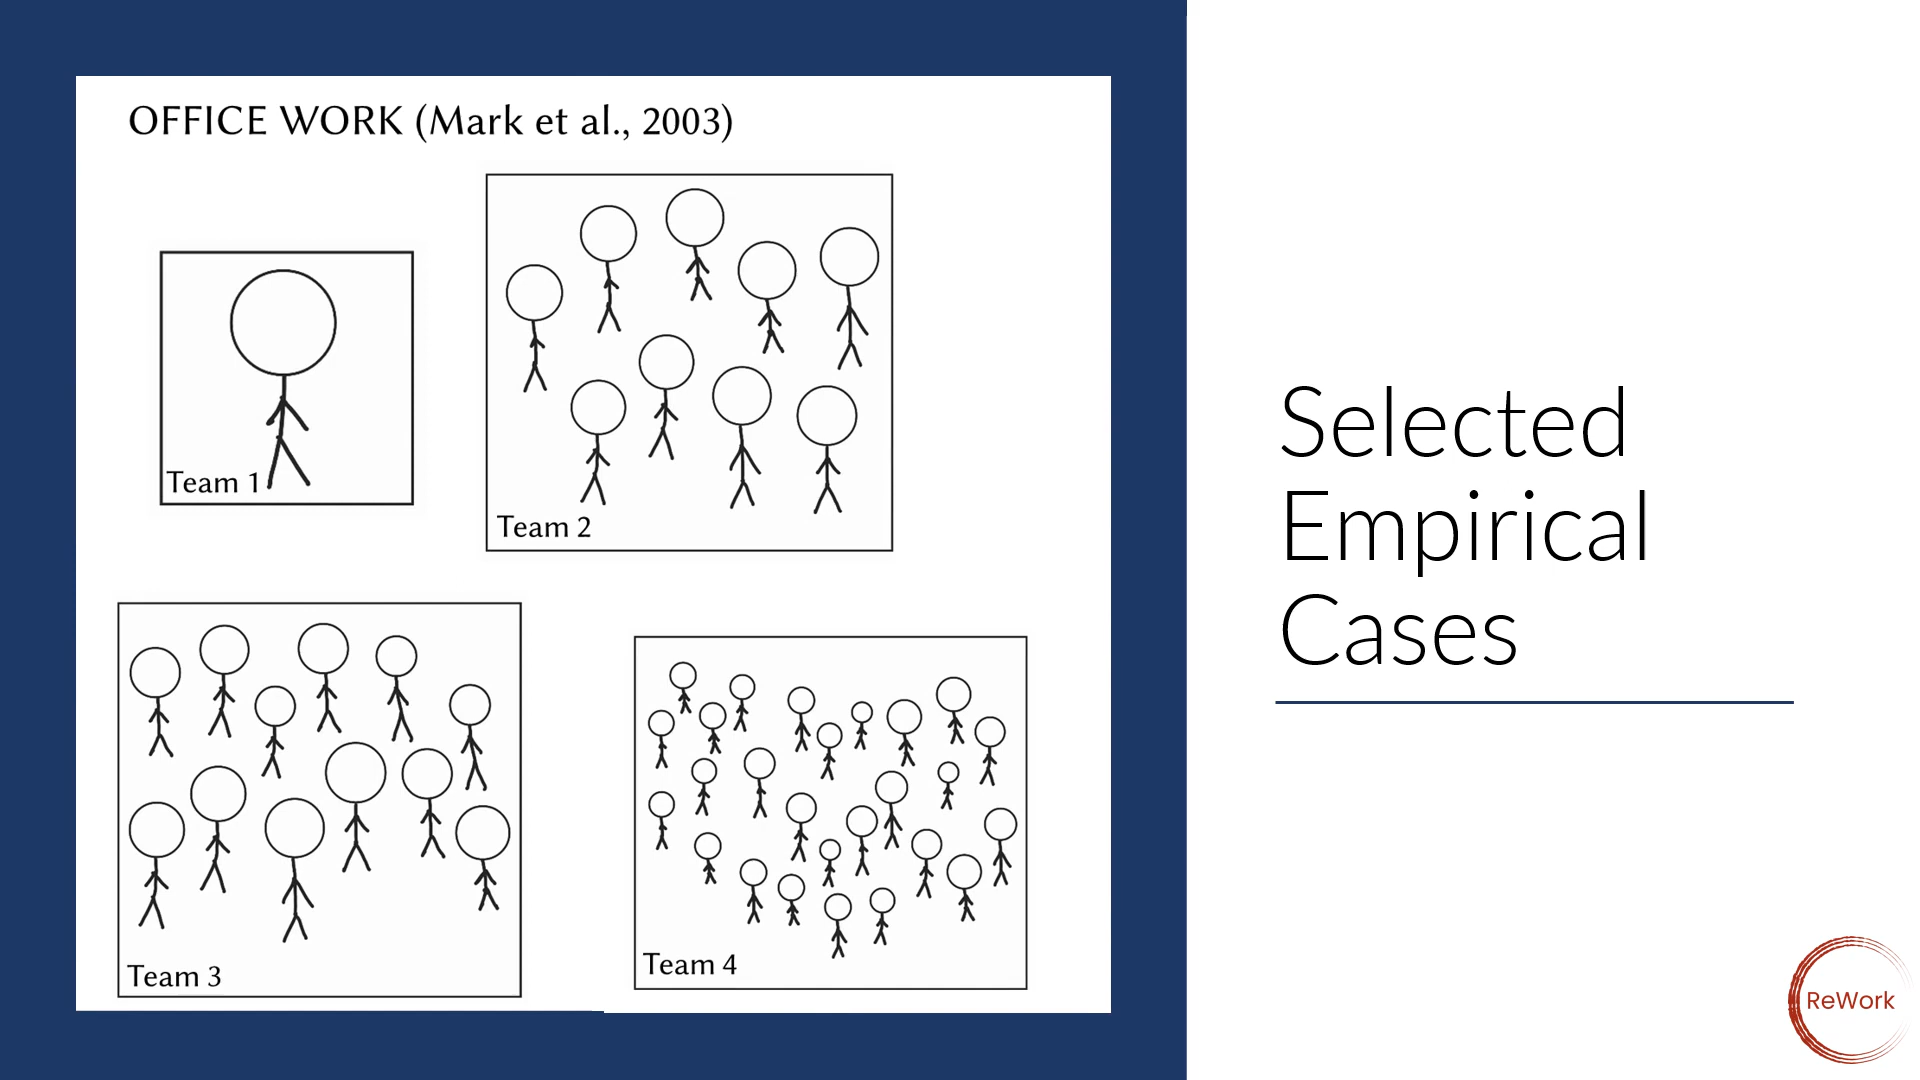 OFFICE WORK (Mark et al., 2003)
Team 1
Team 2
Team 3
Team 4
Selected
Empirical
Cases
ReWork